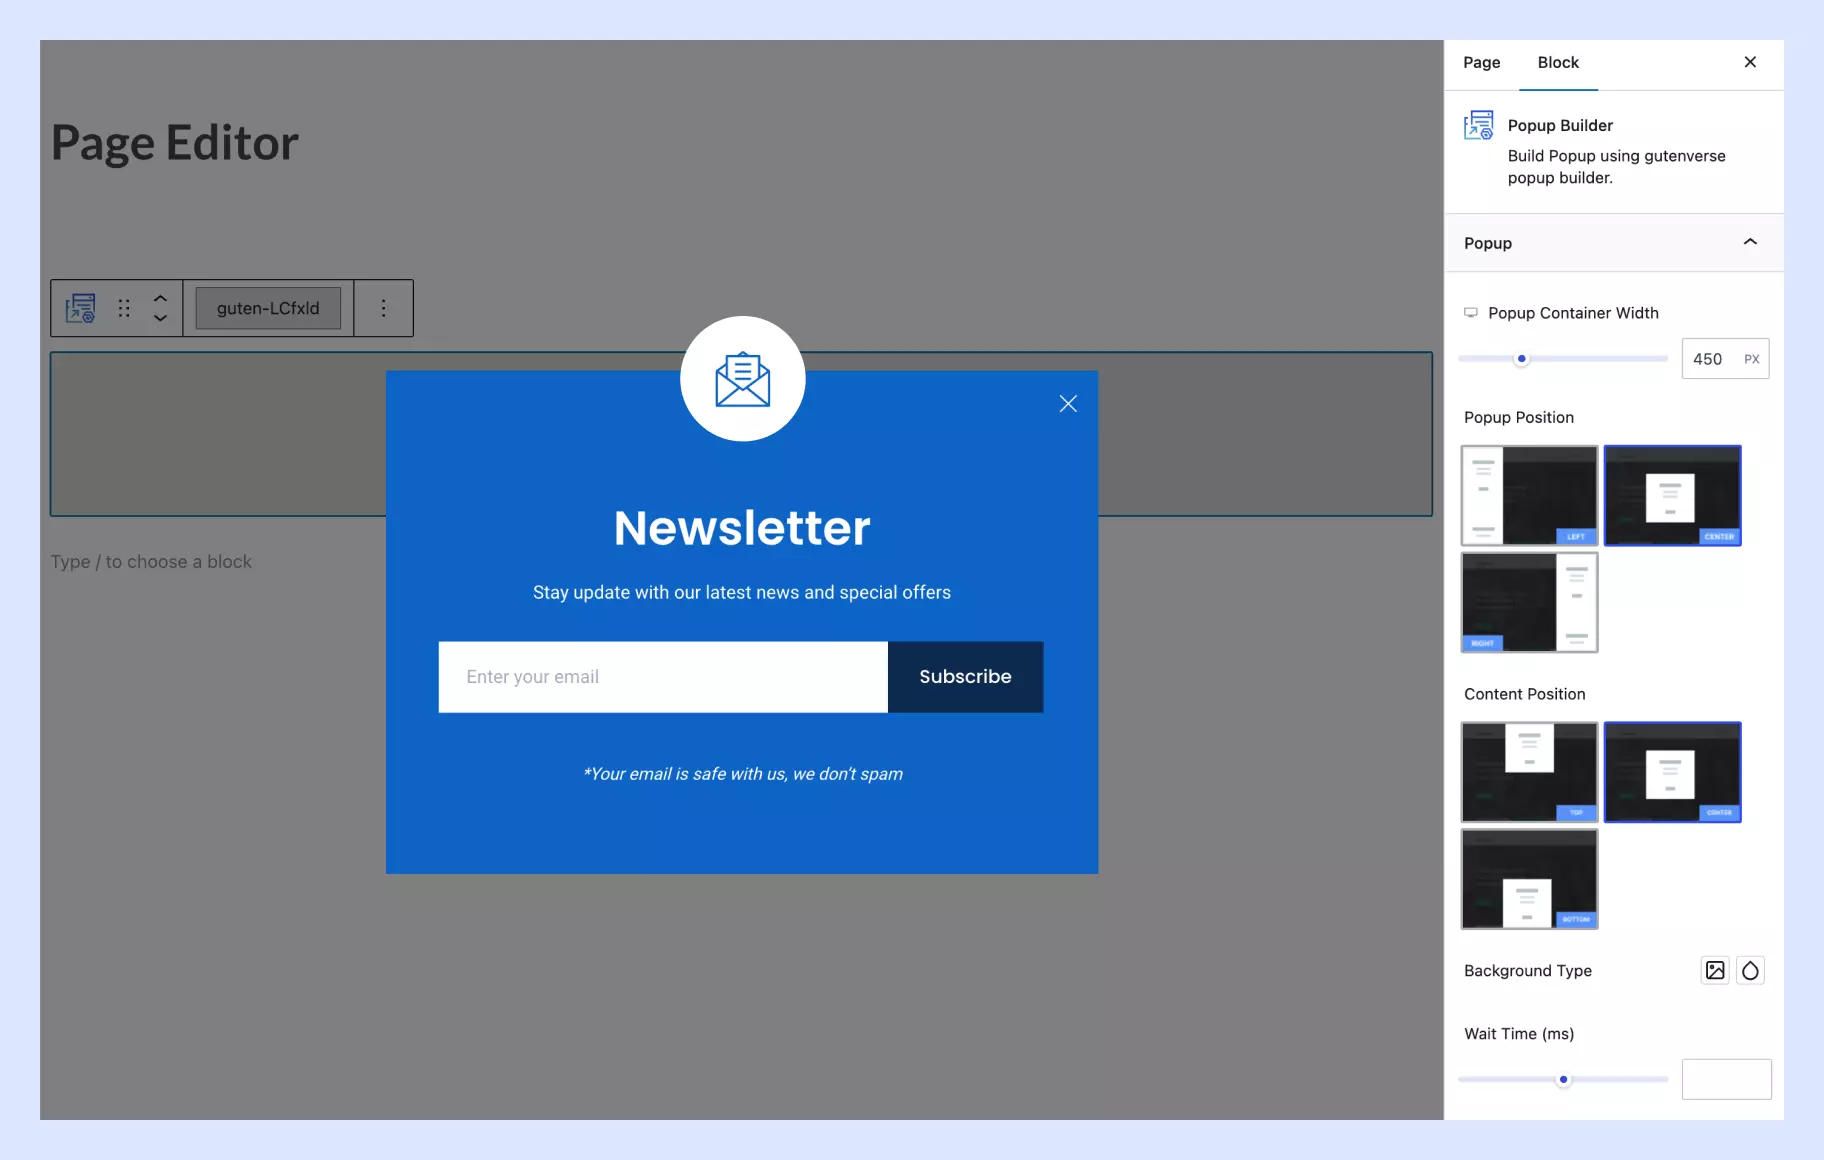 Page Editor
guten-LCfxld
Type / to choose a block
Newsletter
Stay update with our latest news and special offers
Enter your email
Subscribe
*Your email is safe with us, we don't spam
Page
Block
Popup Builder
Build Popup using gutenverse
popup builder.
Popup
Popup Container Width
450 PX
Popup Position
LEFT
CENTER
RIGHT
Content Position
TOP
CENTER
BOTTOM
Background Type
Wait Time (ms)